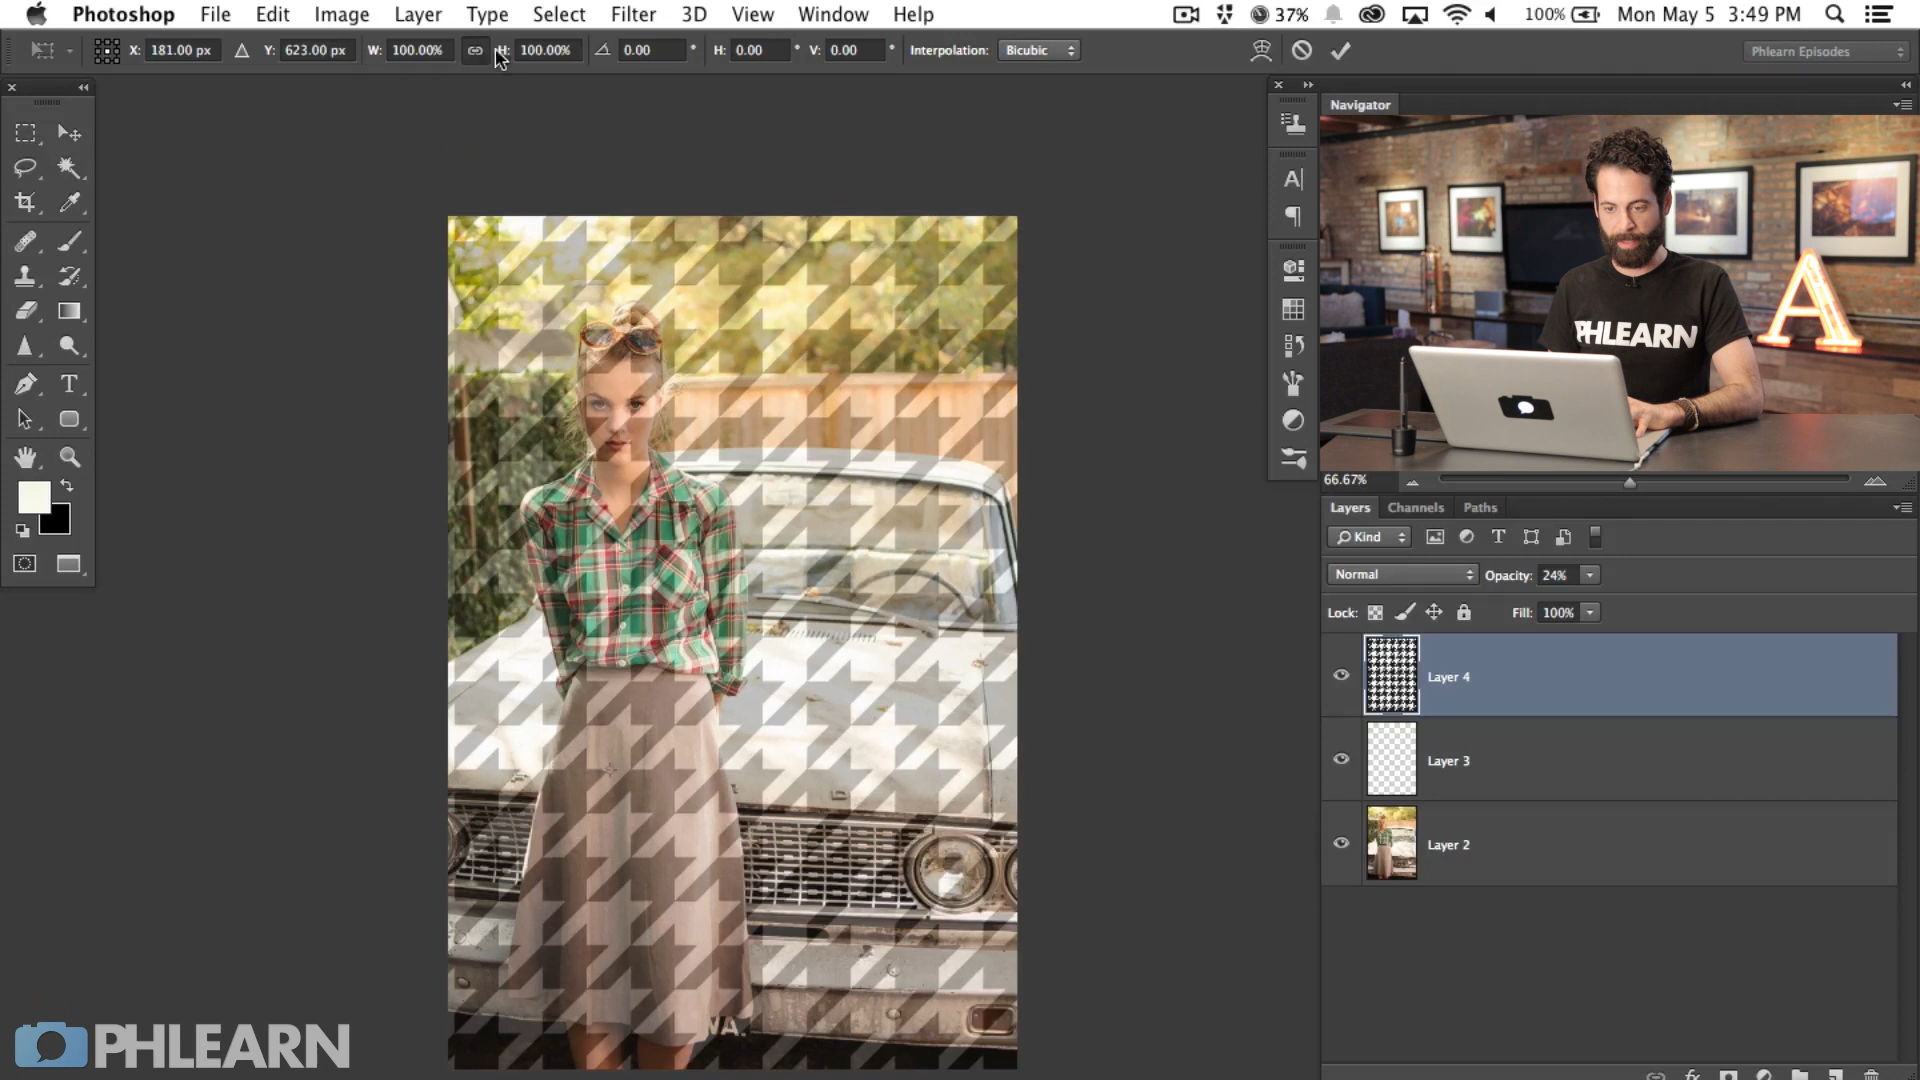 Photoshop File Edit Image Layer Type Select Filter 3D View Window Help 37% 100% Mon May 5 3:49 PM
X: 181.00 px Y: 623.00 px W: 100.00% H: 100.00% 0.00 ° H: 0.00 ° V: 0.00 ° Interpolation: Bicubic Phlearn Episodes
Navigator
PHLEARN
66.67%
Layers Channels Paths
Kind
Normal Opacity: 24%
Lock: Fill: 100%
Layer 4
Layer 3
Layer 2
PHLEARN